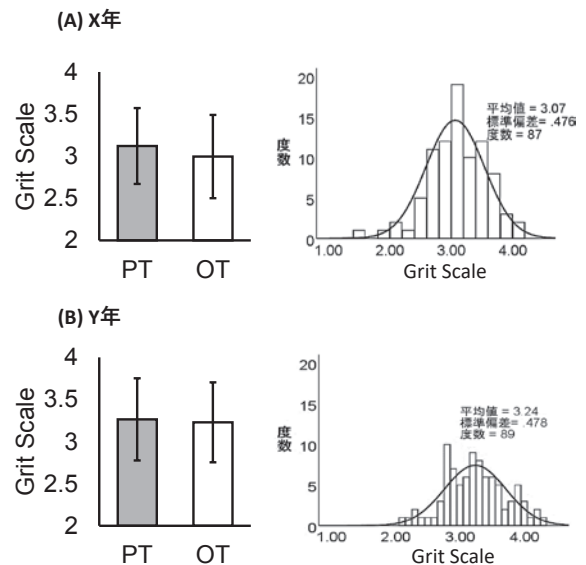 (A) X年
4
3.5
3
2.5
2
Grit Scale
PT OT
20
15
10
5
0
度数
平均値 = 3.07
標準偏差= .476
度数 = 87
1.00 2.00 3.00 4.00
Grit Scale
(B) Y年
4
3.5
3
2.5
2
Grit Scale
PT OT
20
15
10
5
0
度数
平均値 = 3.24
標準偏差= .478
度数 = 89
1.00 2.00 3.00 4.00
Grit Scale